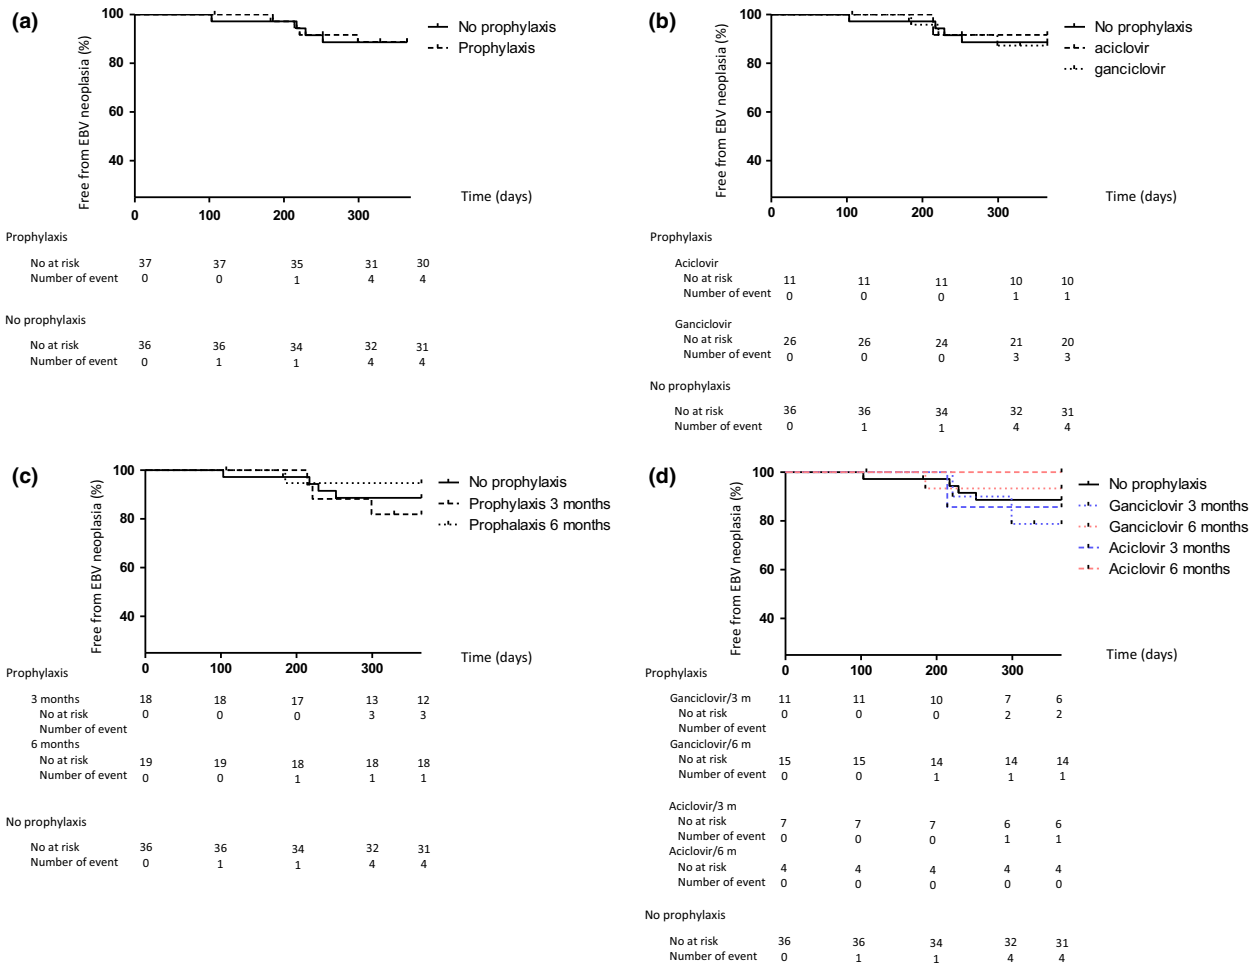 (a)
Free from EBV neoplasia (%)
100
80
60
40
0 100 200 300
Time (days)
No prophylaxis
Prophylaxis
Prophylaxis
No at risk 37 37 35 31 30
Number of event 0 0 1 4 4
No prophylaxis
No at risk 36 36 34 32 31
Number of event 0 1 1 4 4
(b)
Free from EBV neoplasia (%)
100
80
60
40
0 100 200 300
Time (days)
No prophylaxis
aciclovir
ganciclovir
Prophylaxis
Aciclovir
No at risk 11 11 11 10 10
Number of event 0 0 0 1 1
Ganciclovir
No at risk 26 26 24 21 20
Number of event 0 0 0 3 3
No prophylaxis
No at risk 36 36 34 32 31
Number of event 0 1 1 4 4
(c)
Free from EBV neoplasia (%)
100
80
60
40
0 100 200 300
Time (days)
No prophylaxis
Prophylaxis 3 months
Prophalaxis 6 months
Prophylaxis
3 months 18 18 17 13 12
No at risk 0 0 0 3 3
Number of event
6 months
No at risk 19 19 18 18 18
Number of event 0 0 1 1 1
No prophylaxis
No at risk 36 36 34 32 31
Number of event 0 1 1 4 4
(d)
Free from EBV neoplasia (%)
100
80
60
40
0 100 200 300
Time (days)
No prophylaxis
Ganciclovir 3 months
Ganciclovir 6 months
Aciclovir 3 months
Aciclovir 6 months
Prophylaxis
Ganciclovir/3 m 11 11 10 7 6
No at risk 0 0 0 2 2
Number of event
Ganciclovir/6 m
No at risk 15 15 14 14 14
Number of event 0 0 1 1 1
Aciclovir/3 m
No at risk 7 7 7 6 6
Number of event 0 0 0 1 1
Aciclovir/6 m
No at risk 4 4 4 4 4
Number of event 0 0 0 0 0
No prophylaxis
No at risk 36 36 34 32 31
Number of event 0 1 1 4 4